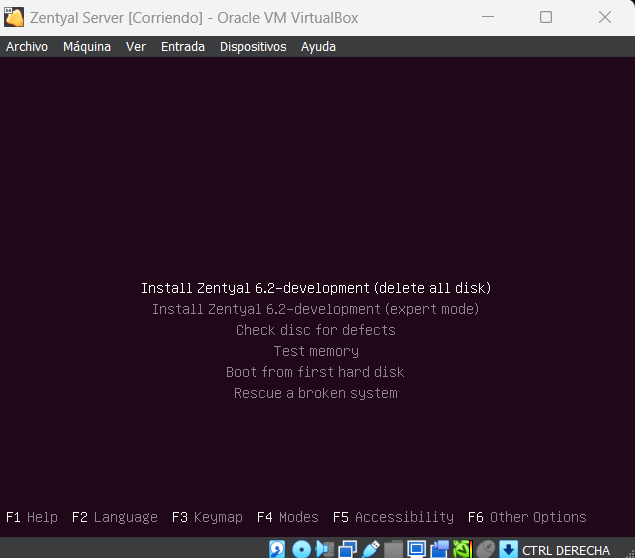 Zentyal Server [Corriendo] - Oracle VM VirtualBox
Archivo Máquina Ver Entrada Dispositivos Ayuda
Install Zentyal 6.2-development (delete all disk)
Install Zentyal 6.2-development (expert mode)
Check disc for defects
Test memory
Boot from first hard disk
Rescue a broken system
F1 Help F2 Language F3 Keymap F4 Modes F5 Accessibility F6 Other Options
CTRL DERECHA